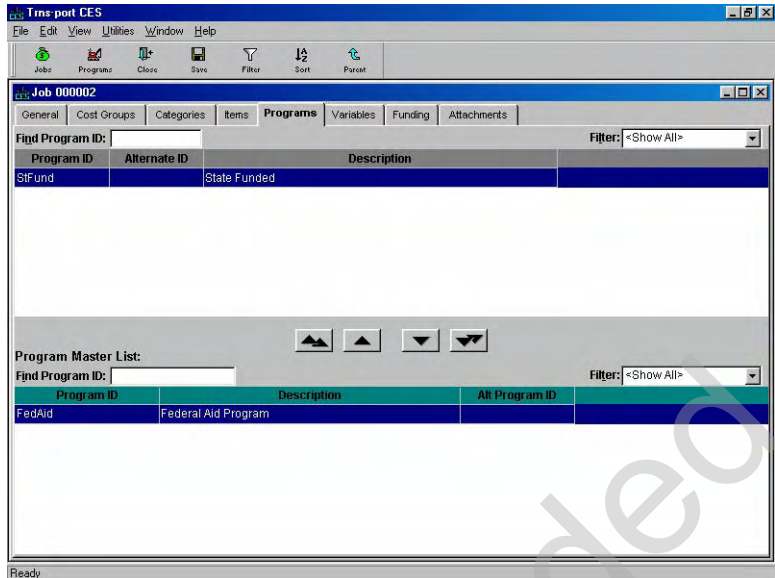 Trns·port CES
File Edit View Utilities Window Help
Jobs Programs Close Save Filter Sort Parent
Job 000002
General Cost Groups Categories Items Programs Variables Funding Attachments
Find Program ID: Filter: <Show All>
Program ID Alternate ID Description
StFund State Funded
Program Master List:
Find Program ID: Filter: <Show All>
Program ID Description Alt Program ID
FedAid Federal Aid Program
Ready